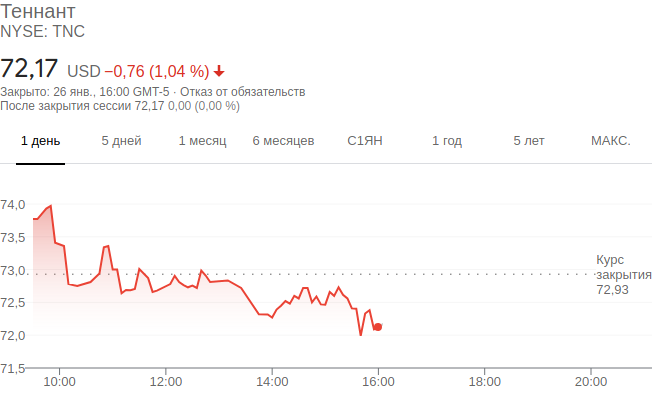 Теннант
NYSE: TNC
72,17 USD −0,76 (1,04 %)
Закрыто: 26 янв., 16:00 GMT-5 · Отказ от обязательств
После закрытия сессии 72,17 0,00 (0,00 %)
1 день 5 дней 1 месяц 6 месяцев С1ЯН 1 год 5 лет МАКС.
74,0
73,5
73,0
72,5
72,0
71,5
Курс
закрытия
72,93
10:00 12:00 14:00 16:00 18:00 20:00